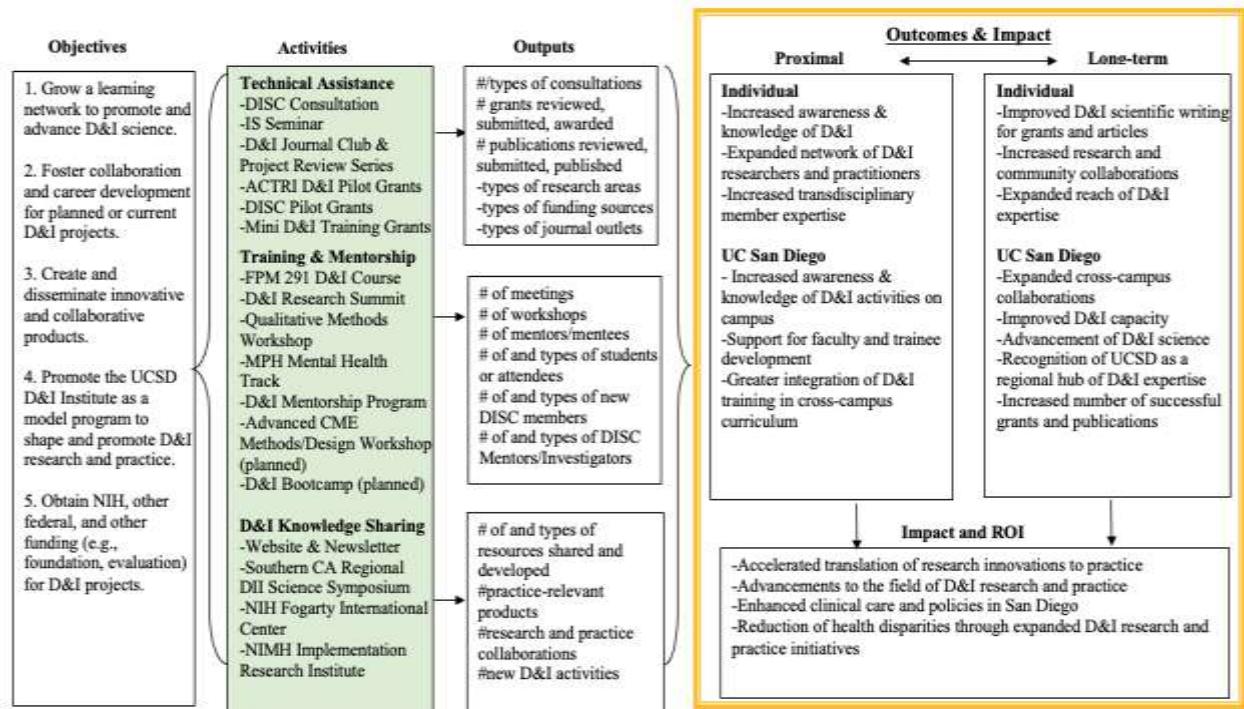 Objectives
1. Grow a learning
network to promote and
advance D&I science.
2. Foster collaboration
and career development
for planned or current
D&I projects.
3. Create and
disseminate innovative
and collaborative
products.
4. Promote the UCSD
D&I Institute as a
model program to
shape and promote D&I
research and practice.
5. Obtain NIH, other
federal, and other
funding (e.g.,
foundation, evaluation)
for D&I projects.
Activities
Technical Assistance
-DISC Consultation
-IS Seminar
-D&I Journal Club &
Project Review Series
-ACTRI D&I Pilot Grants
-DISC Pilot Grants
-Mini D&I Training Grants
Training & Mentorship
-FPM 291 D&I Course
-D&I Research Summit
-Qualitative Methods
Workshop
-MPH Mental Health
Track
-D&I Mentorship Program
-Advanced CME
Methods/Design Workshop
(planned)
-D&I Bootcamp (planned)
D&I Knowledge Sharing
-Website & Newsletter
-Southern CA Regional
DII Science Symposium
-NIH Fogarty International
Center
-NIMH Implementation
Research Institute
Outputs
#/types of consultations
# grants reviewed,
submitted, awarded
# publications reviewed,
submitted, published
-types of research areas
-types of funding sources
-types of journal outlets
# of meetings
# of workshops
# of mentors/mentees
# of and types of students
or attendees
# of and types of new
DISC members
# of and types of DISC
Mentors/Investigators
# of and types of
resources shared and
developed
#practice-relevant
products
#research and practice
collaborations
#new D&I activities
Outcomes & Impact
Proximal
Individual
-Increased awareness &
knowledge of D&I
-Expanded network of D&I
researchers and practitioners
-Increased transdisciplinary
member expertise
UC San Diego
- Increased awareness &
knowledge of D&I activities on
campus
-Support for faculty and trainee
development
-Greater integration of D&I
training in cross-campus
curriculum
Long-term
Individual
-Improved D&I scientific writing
for grants and articles
-Increased research and
community collaborations
-Expanded reach of D&I
expertise
UC San Diego
-Expanded cross-campus
collaborations
-Improved D&I capacity
-Advancement of D&I science
-Recognition of UCSD as a
regional hub of D&I expertise
-Increased number of successful
grants and publications
Impact and ROI
-Accelerated translation of research innovations to practice
-Advancements to the field of D&I research and practice
-Enhanced clinical care and policies in San Diego
-Reduction of health disparities through expanded D&I research and
practice initiatives